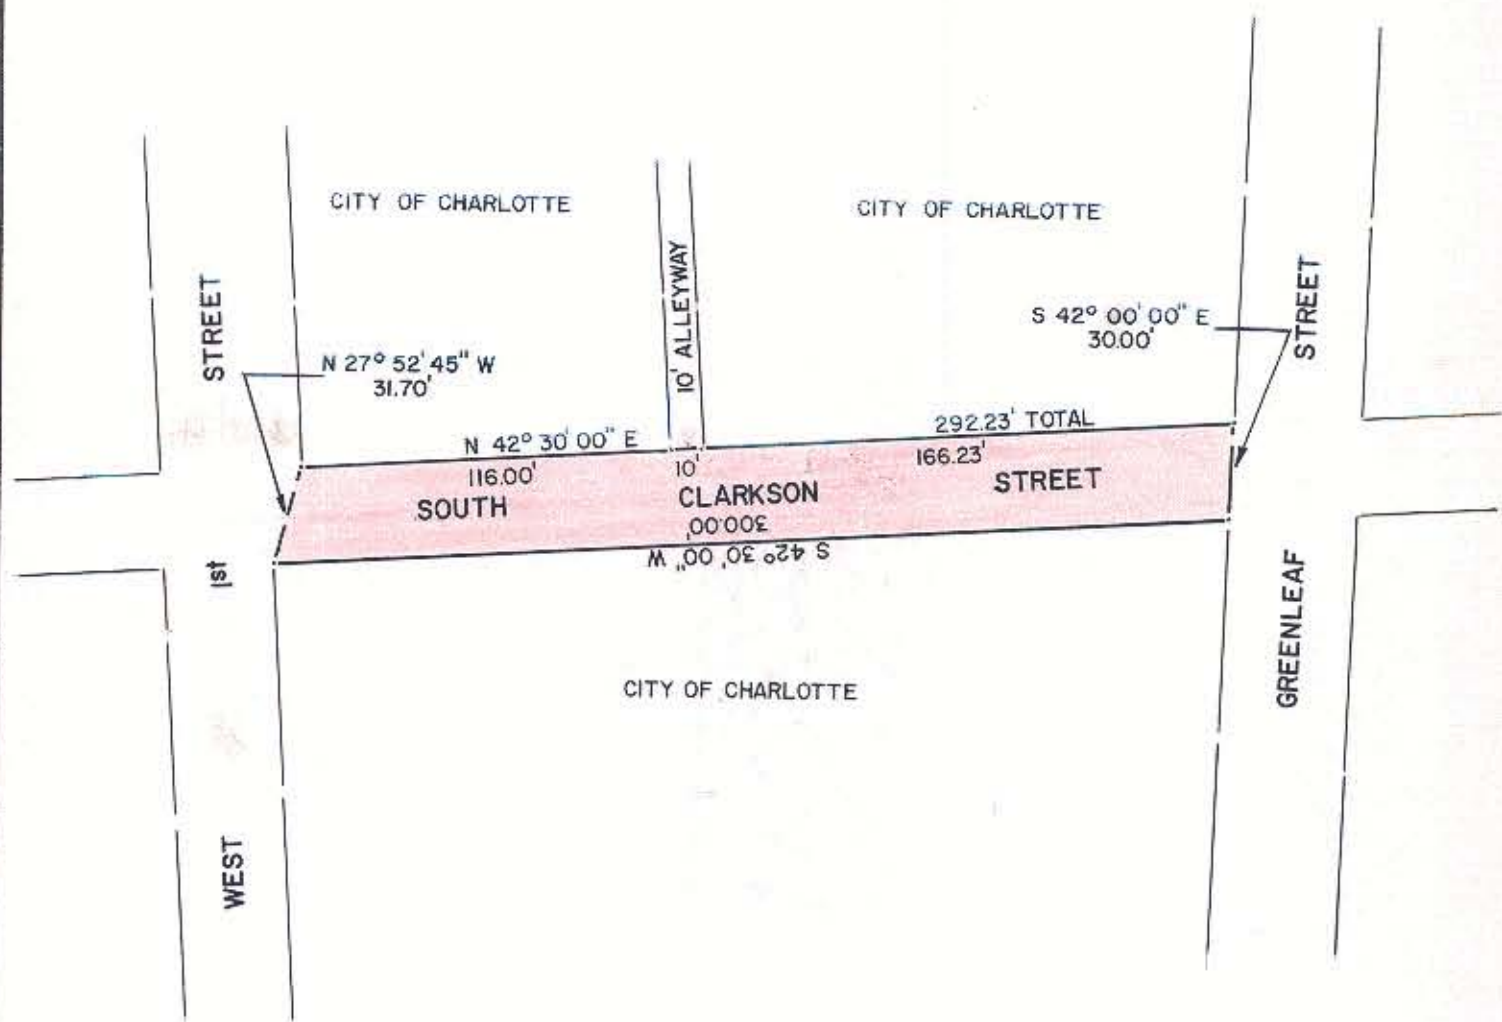 CITY OF CHARLOTTE
CITY OF CHARLOTTE
10' ALLEYWAY
STREET
STREET
S 42° 00' 00" E
30.00'
N 27° 52' 45" W
31.70'
292.23' TOTAL
N 42° 30' 00" E
116.00'
10'
166.23'
SOUTH CLARKSON STREET
300.00'
S 42° 30' 00" W
1st
GREENLEAF
CITY OF CHARLOTTE
WEST